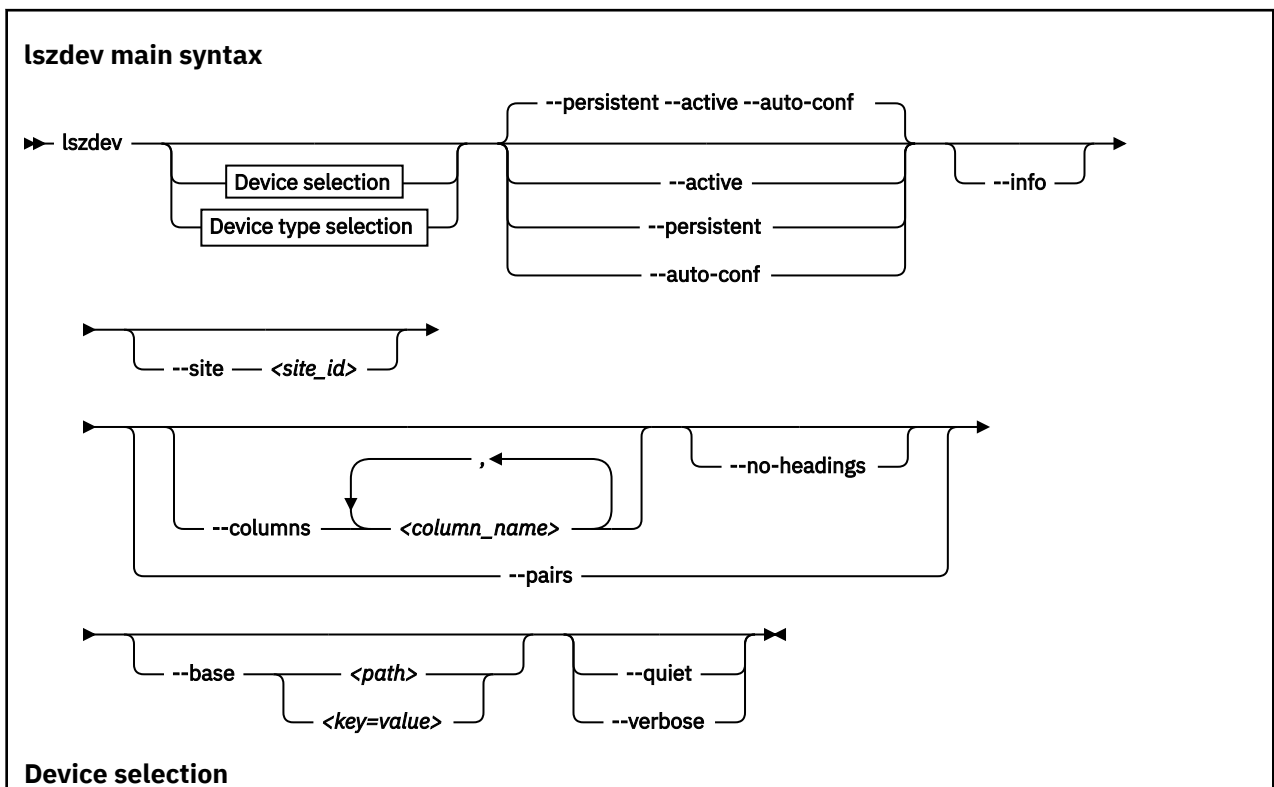 lszdev main syntax
--persistent --active --auto-conf
lszdev
Device selection
--active
--info
Device type selection
--persistent
--auto-conf
--site <site_id>
,
--no-headings
--columns <column_name>
--pairs
--base <path>
--quiet
<key=value>
--verbose
Device selection